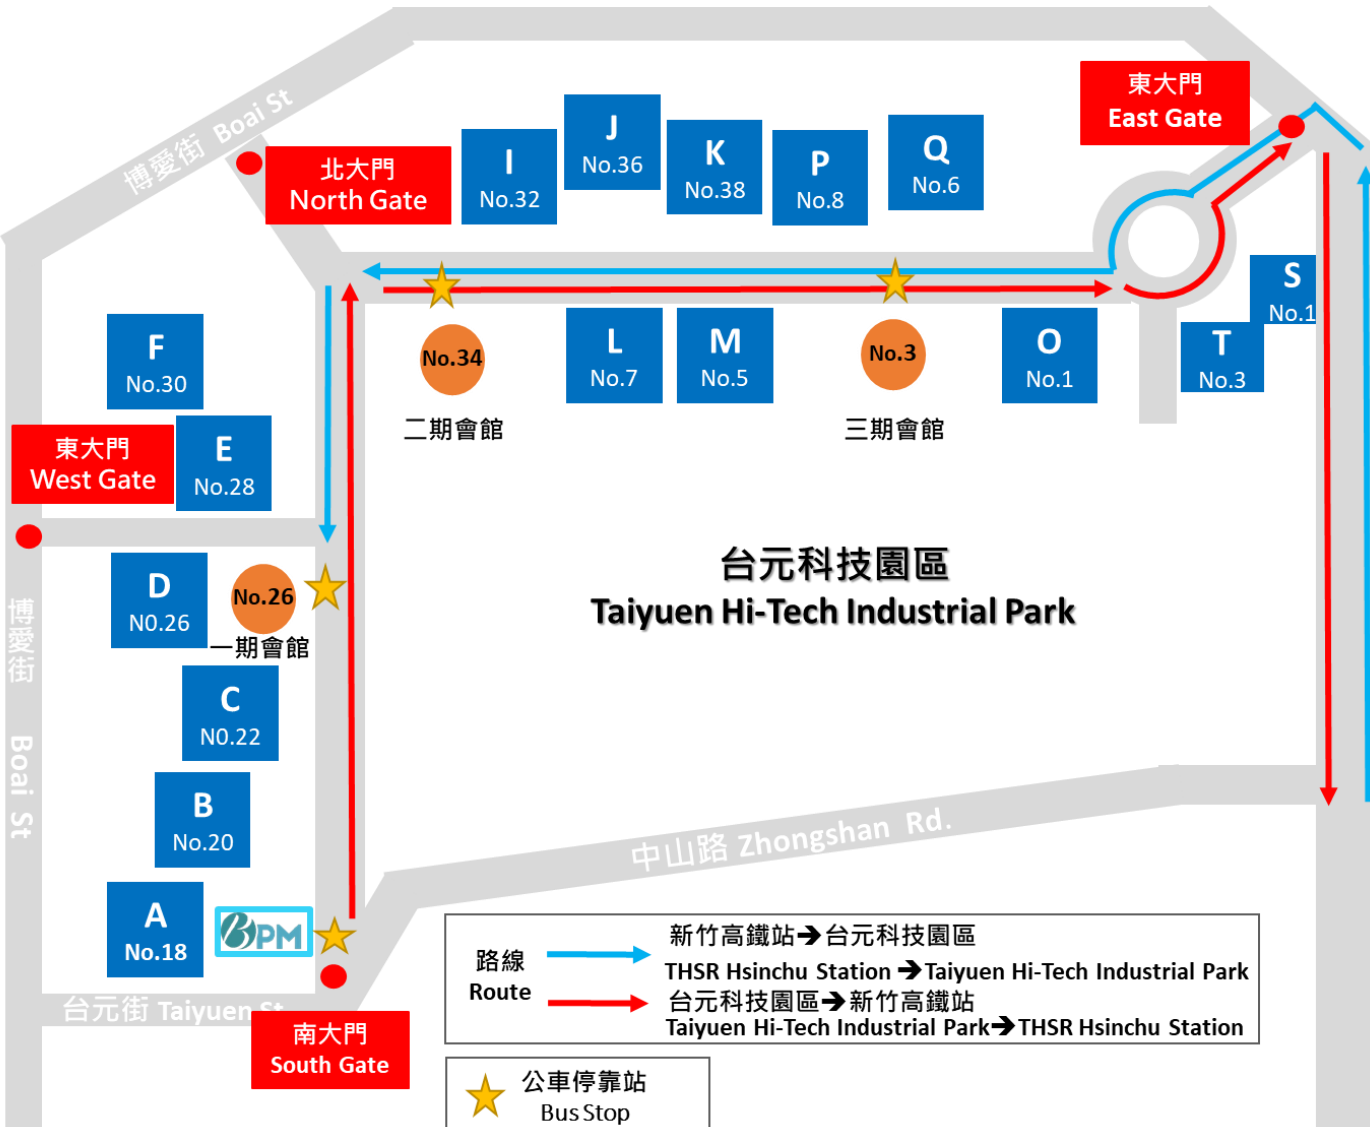 博愛街 Boai St
東大門
East Gate
北大門
North Gate
I
No.32
J
No.36
K
No.38
P
No.8
Q
No.6
S
No.1
T
No.3
F
No.30
No.34
二期會館
L
No.7
M
No.5
No.3
三期會館
O
No.1
東大門
West Gate
E
No.28
D
N0.26
No.26
一期會館
台元科技園區
Taiyuen Hi-Tech Industrial Park
博愛街 Boai St
C
N0.22
B
No.20
中山路 Zhongshan Rd.
A
No.18
BPM
台元街 Taiyuen St
南大門
South Gate
路線
Route
新竹高鐵站➔台元科技園區
THSR Hsinchu Station ➔Taiyuen Hi-Tech Industrial Park
台元科技園區➔新竹高鐵站
Taiyuen Hi-Tech Industrial Park➔THSR Hsinchu Station
公車停靠站
Bus Stop